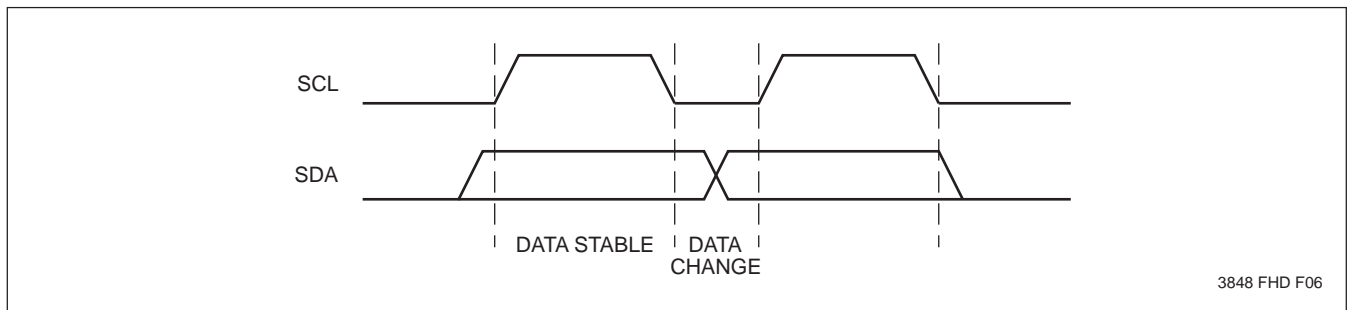 SCL
SDA
DATA STABLE
DATA
CHANGE
3848 FHD F06